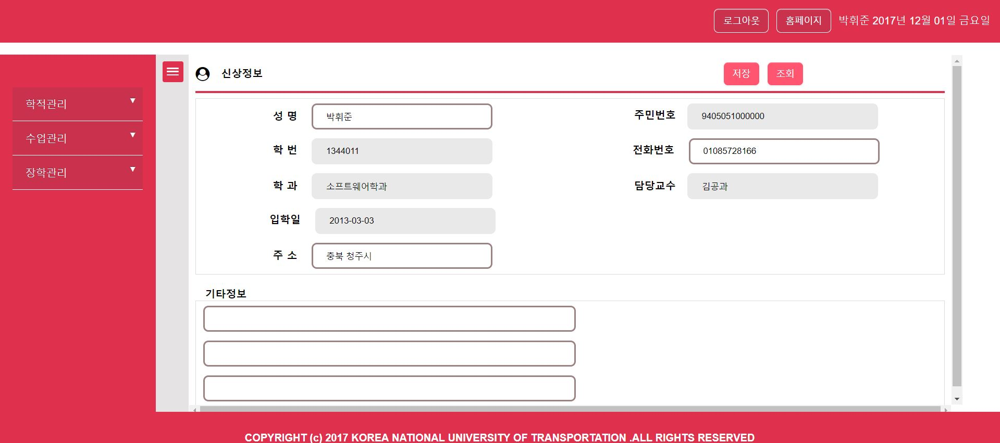 로그아웃 홈페이지 박휘준 2017년 12월 01일 금요일
신상정보 저장 조회
학적관리 ▼
수업관리 ▼
장학관리 ▼
성 명 박휘준 주민번호 9405051000000
학 번 1344011 전화번호 01085728166
학 과 소프트웨어학과 담당교수 김공과
입학일 2013-03-03
주 소 충북 청주시
기타정보
COPYRIGHT (c) 2017 KOREA NATIONAL UNIVERSITY OF TRANSPORTATION .ALL RIGHTS RESERVED